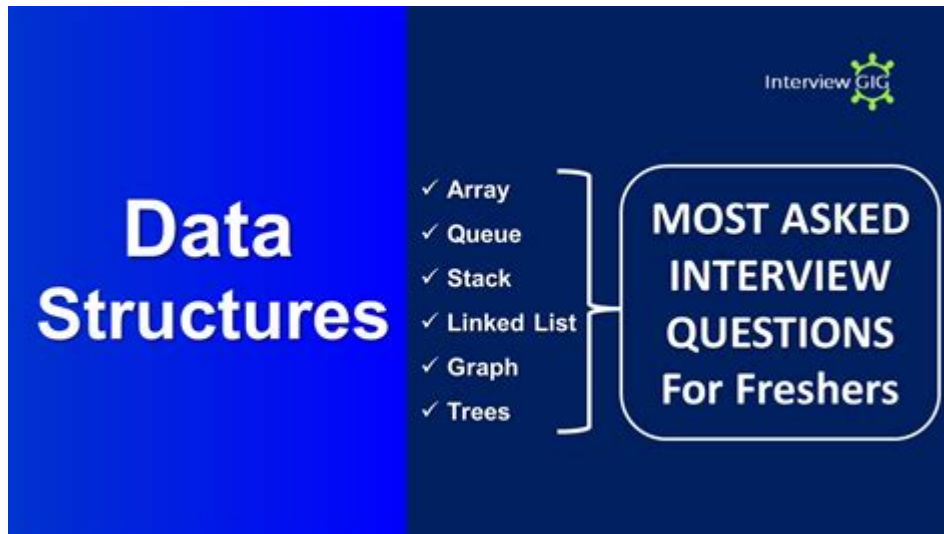 Data
Structures
✓ Array
✓ Queue
✓ Stack
✓ Linked List
✓ Graph
✓ Trees
Interview GIG
MOST ASKED
INTERVIEW
QUESTIONS
For Freshers